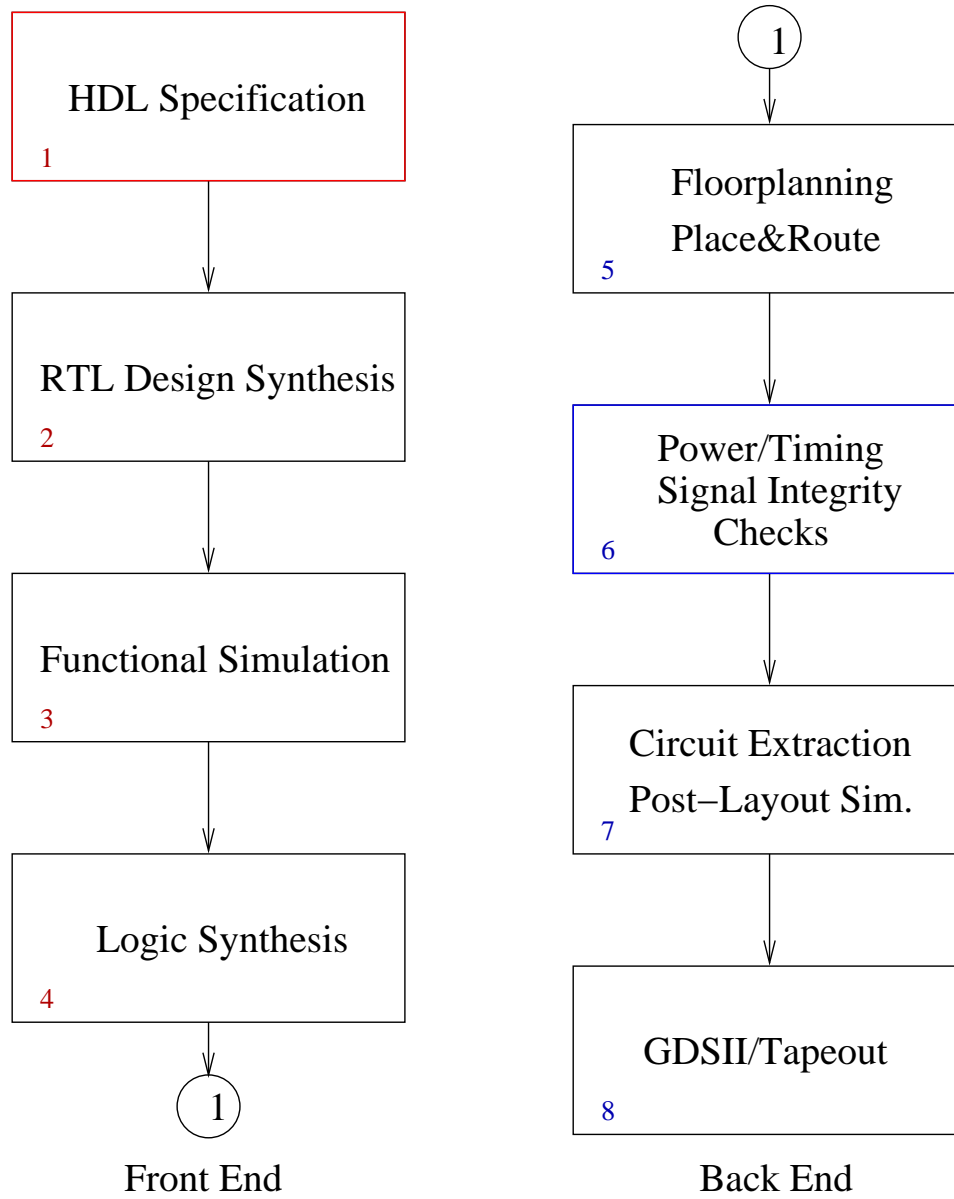 HDL Specification
1
RTL Design Synthesis
2
Functional Simulation
3
Logic Synthesis
4
1
Front End
1
Floorplanning
Place&Route
5
Power/Timing
Signal Integrity
Checks
6
Circuit Extraction
Post−Layout Sim.
7
GDSII/Tapeout
8
Back End